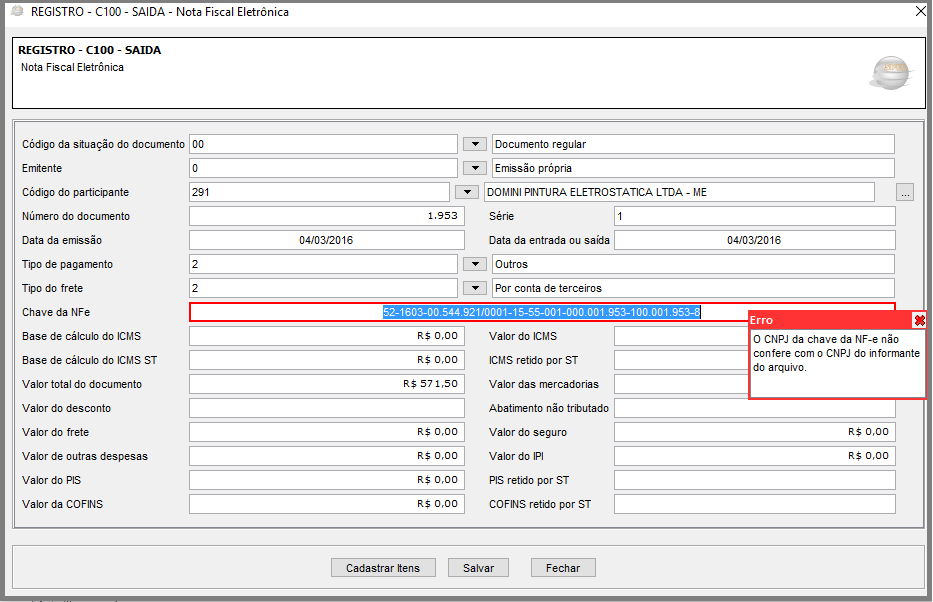 REGISTRO - C100 - SAIDA - Nota Fiscal Eletrônica
REGISTRO - C100 - SAIDA
Nota Fiscal Eletrônica
Código da situação do documento 00 Documento regular
Emitente 0 Emissão própria
Código do participante 291 DOMINI PINTURA ELETROSTATICA LTDA - ME ...
Número do documento 1.953 Série 1
Data da emissão 04/03/2016 Data da entrada ou saída 04/03/2016
Tipo de pagamento 2 Outros
Tipo do frete 2 Por conta de terceiros
Chave da NFe 52-1603-00.544.921/0001-15-55-001-000.001.953-100.001.953-8
Erro
O CNPJ da chave da NF-e não
confere com o CNPJ do informante
do arquivo.
Base de cálculo do ICMS R$ 0,00 Valor do ICMS
Base de cálculo do ICMS ST R$ 0,00 ICMS retido por ST
Valor total do documento R$ 571,50 Valor das mercadorias
Valor do desconto Abatimento não tributado
Valor do frete R$ 0,00 Valor do seguro R$ 0,00
Valor de outras despesas R$ 0,00 Valor do IPI R$ 0,00
Valor do PIS R$ 0,00 PIS retido por ST
Valor da COFINS R$ 0,00 COFINS retido por ST
Cadastrar Itens Salvar Fechar